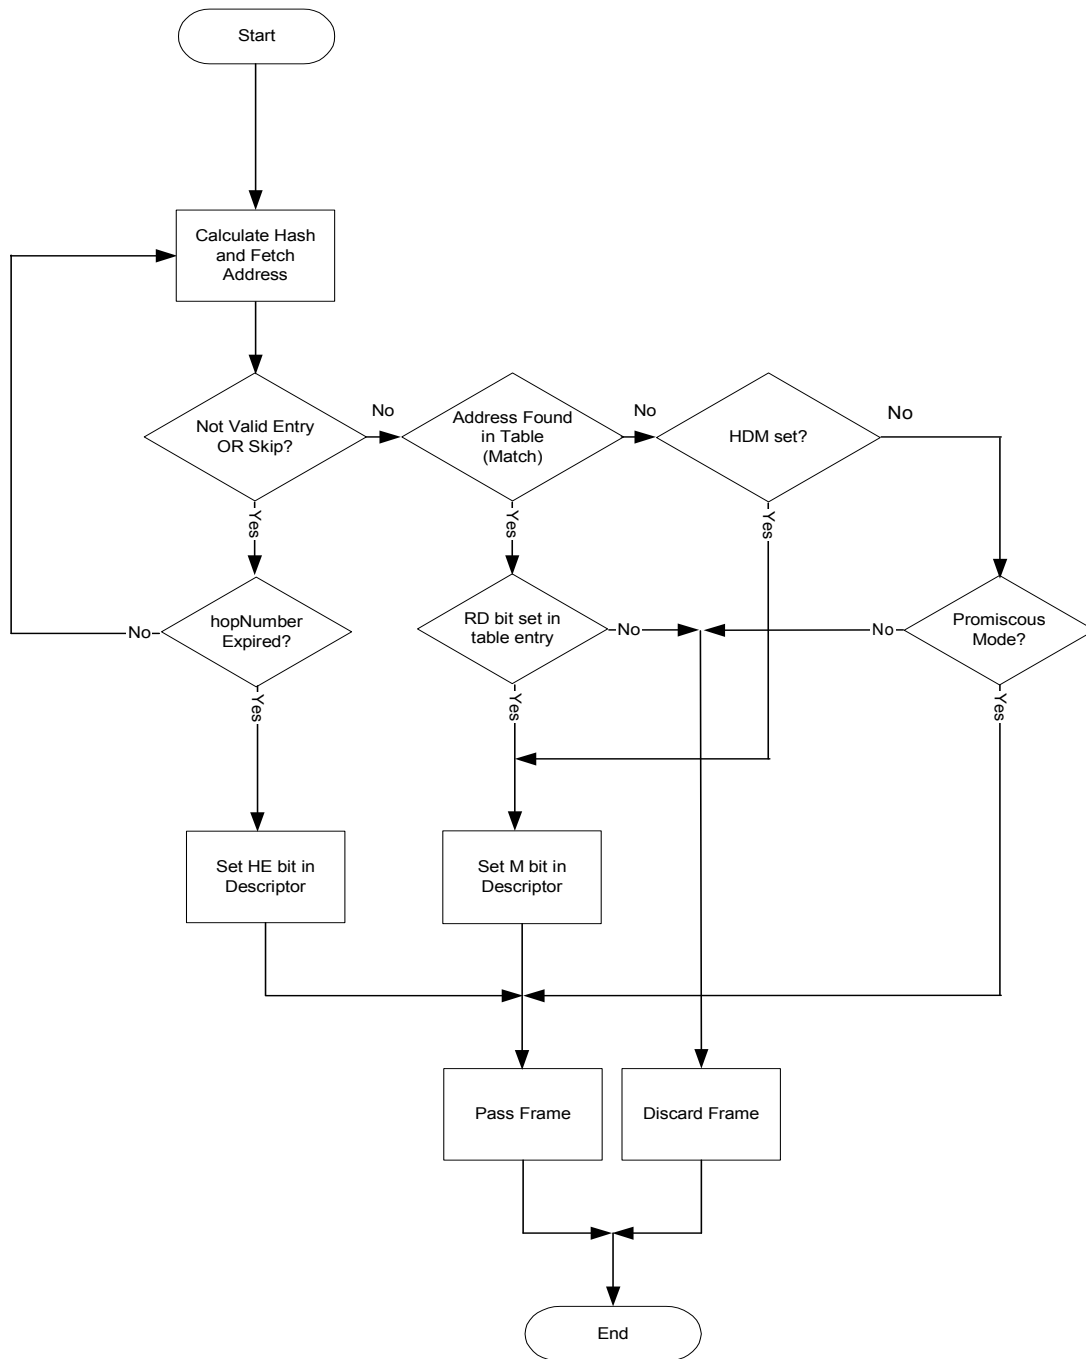 Start
Calculate Hash
and Fetch
Address
Not Valid Entry
OR Skip?
No
Address Found
in Table
(Match)
No
HDM set?
No
Yes
Yes
Yes
hopNumber
Expired?
No
RD bit set in
table entry
No
No
Promiscous
Mode?
Yes
Yes
Yes
Set HE bit in
Descriptor
Set M bit in
Descriptor
Pass Frame
Discard Frame
End